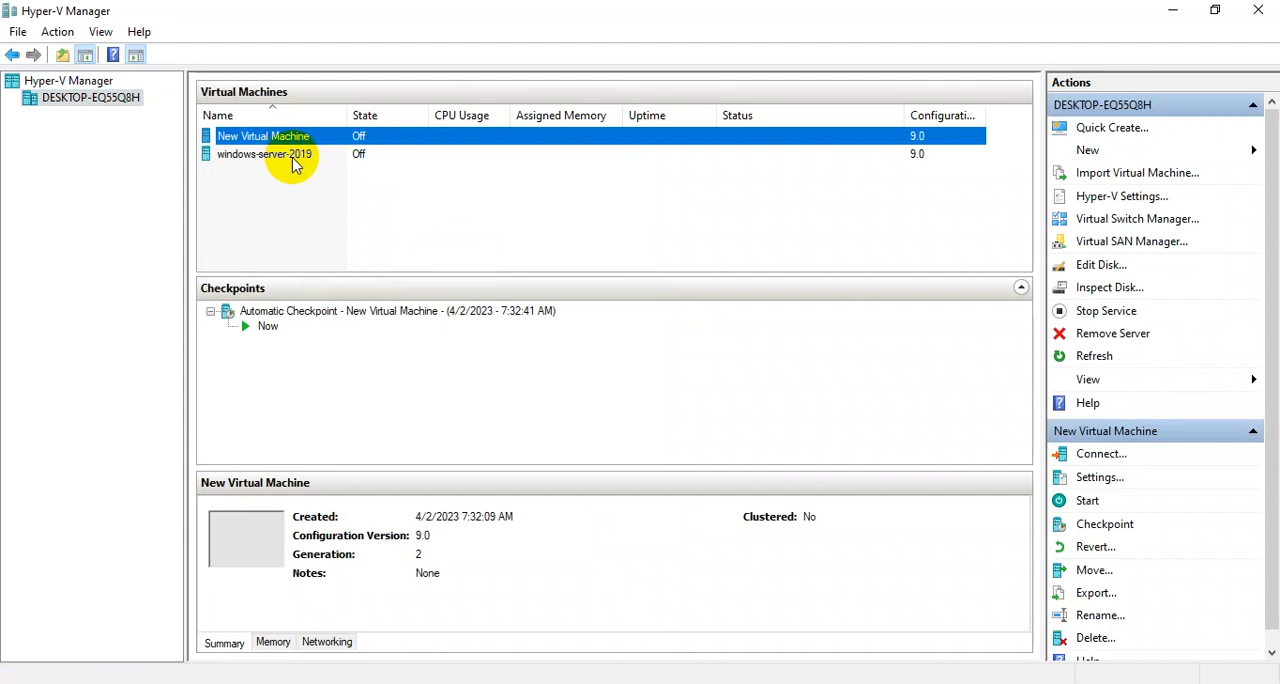 Hyper-V Manager
File Action View Help
Hyper-V Manager
DESKTOP-EQ55Q8H
Virtual Machines
Name State CPU Usage Assigned Memory Uptime Status Configurati...
New Virtual Machine Off 9.0
windows-server-2019 Off 9.0
Checkpoints
Automatic Checkpoint - New Virtual Machine - (4/2/2023 - 7:32:41 AM)
Now
New Virtual Machine
Created: 4/2/2023 7:32:09 AM Clustered: No
Configuration Version: 9.0
Generation: 2
Notes: None
Summary Memory Networking
Actions
DESKTOP-EQ55Q8H
Quick Create...
New
Import Virtual Machine...
Hyper-V Settings...
Virtual Switch Manager...
Virtual SAN Manager...
Edit Disk...
Inspect Disk...
Stop Service
Remove Server
Refresh
View
Help
New Virtual Machine
Connect...
Settings...
Start
Checkpoint
Revert...
Move...
Export...
Rename...
Delete...
Help